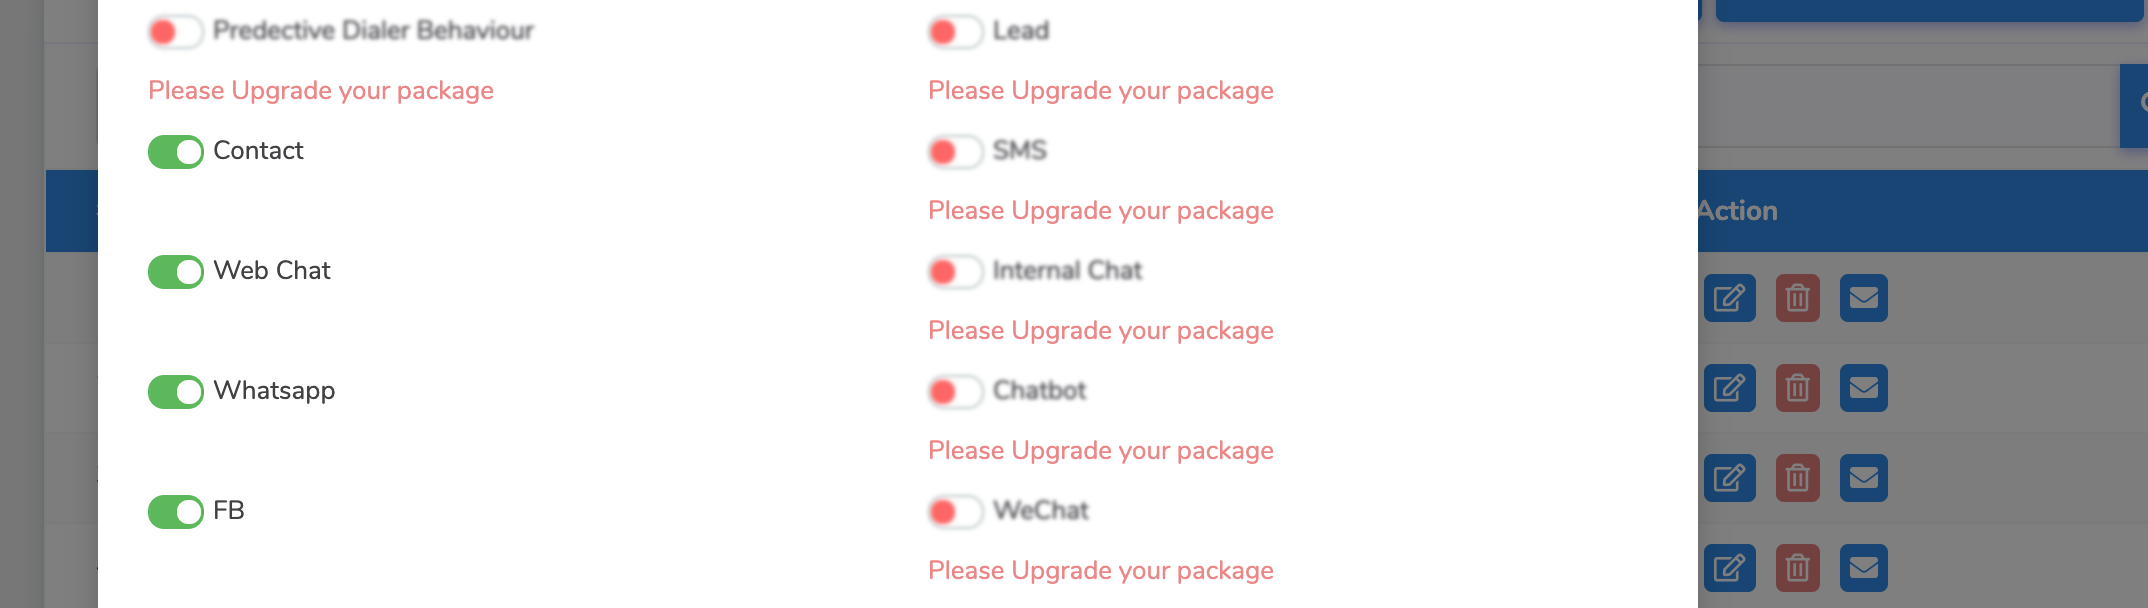 Predective Dialer Behaviour Lead
Please Upgrade your package Please Upgrade your package
Contact SMS
Please Upgrade your package
Action
Web Chat Internal Chat
Please Upgrade your package
Whatsapp Chatbot
Please Upgrade your package
FB WeChat
Please Upgrade your package